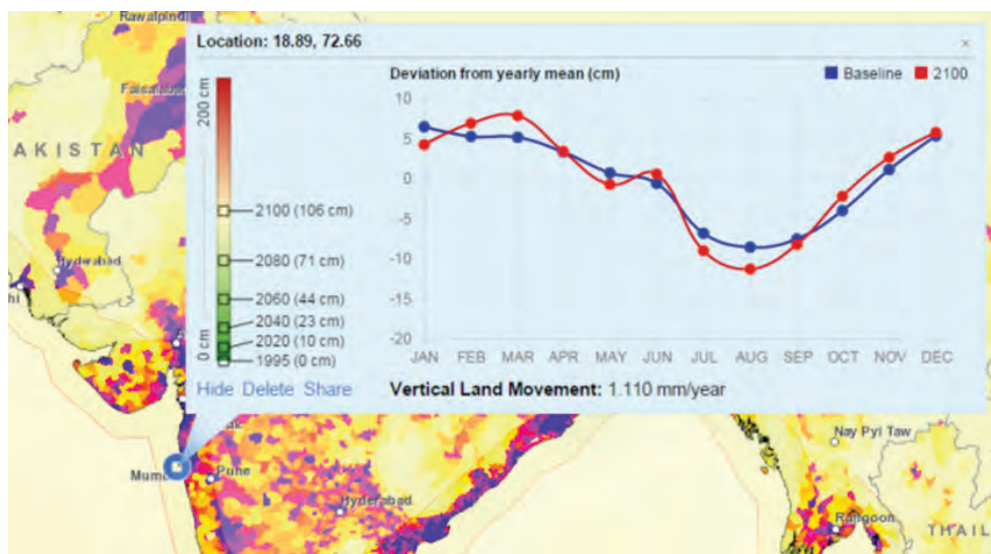 Rawalpindi
Location: 18.89, 72.66
×
Deviation from yearly mean (cm)
Baseline
2100
200 cm
0 cm
2100 (106 cm)
2080 (71 cm)
2060 (44 cm)
2040 (23 cm)
2020 (10 cm)
1995 (0 cm)
10
5
0
-5
-10
-15
-20
JAN FEB MAR APR MAY JUN JUL AUG SEP OCT NOV DEC
Hide Delete Share
Vertical Land Movement: 1.110 mm/year
Faisalabad
AKISTAN
Hyderabad
hi
A
Mum
Pune
Hyderabad
Nay Pyi Taw
Rangoon
THAIL